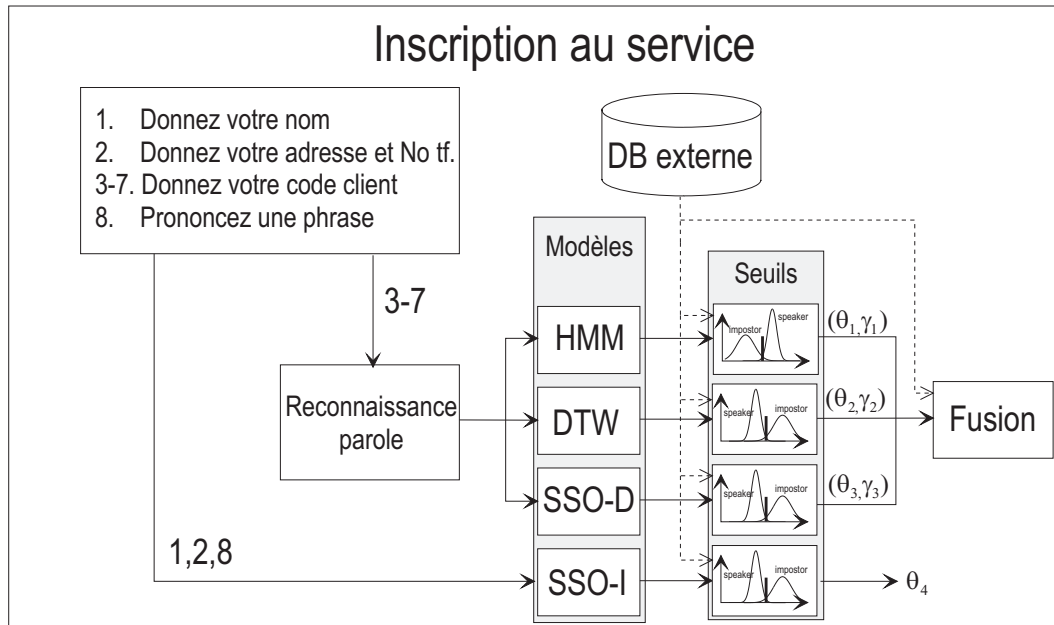 Inscription au service
1. Donnez votre nom
2. Donnez votre adresse et No tf.
3-7. Donnez votre code client
8. Prononcez une phrase
DB externe
Modèles
Seuils
3-7
Reconnaissance
parole
HMM
impostor
speaker
(θ1,γ1)
DTW
speaker
impostor
(θ2,γ2)
Fusion
SSO-D
speaker
impostor
(θ3,γ3)
1,2,8
SSO-I
speaker
impostor
θ4